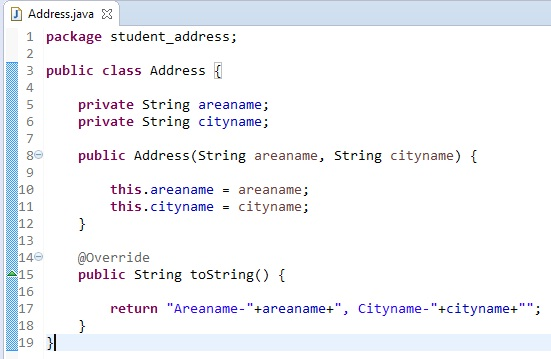 Address.java
1 package student_address;
2
3 public class Address {
4
5 private String areaname;
6 private String cityname;
7
8 public Address(String areaname, String cityname) {
9
10 this.areaname = areaname;
11 this.cityname = cityname;
12 }
13
14 @Override
15 public String toString() {
16
17 return "Areaname-"+areaname+", Cityname-"+cityname+"";
18 }
19 }